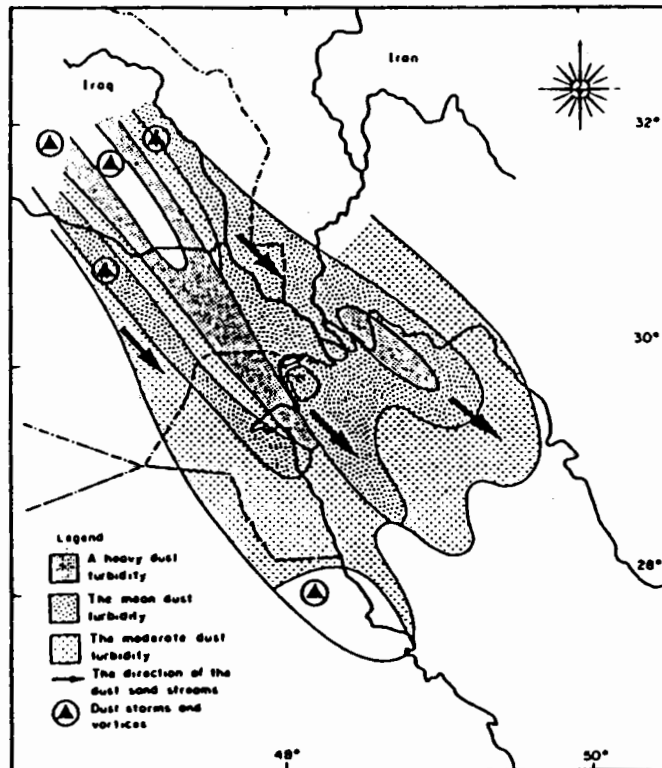 Iraq
Iran
32°
30°
28°
Legend
A heavy dust
turbidity
The mean dust
turbidity
The moderate dust
turbidity
The direction of the
dust sand streams
Dust storms and
vortices
48°
50°